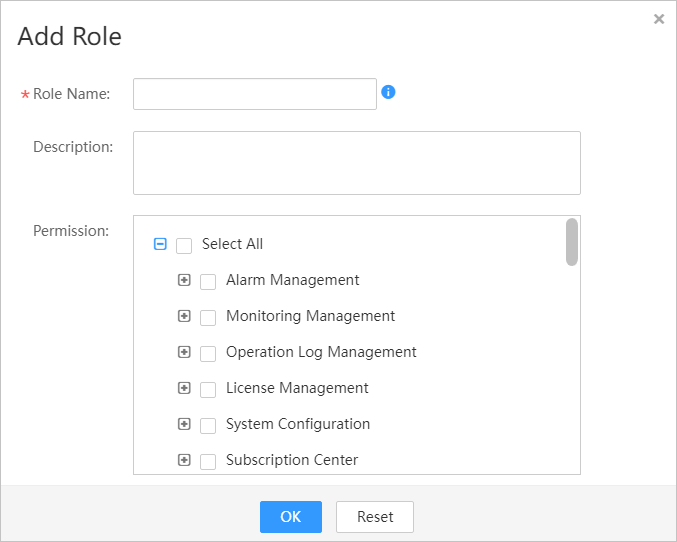 Add Role
* Role Name:
Description:
Permission:
Select All
Alarm Management
Monitoring Management
Operation Log Management
License Management
System Configuration
Subscription Center
OK Reset